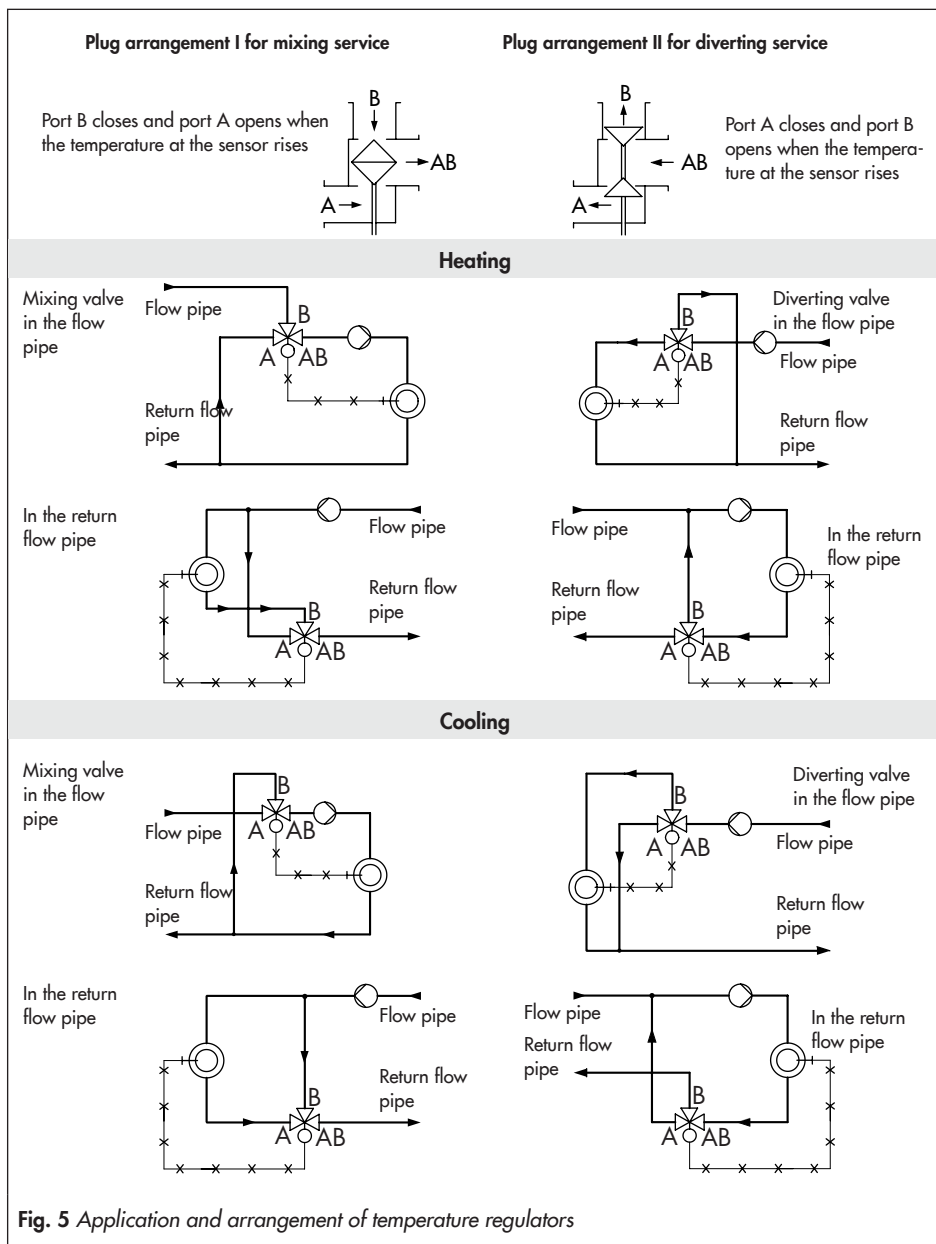 Plug arrangement I for mixing service
Plug arrangement II for diverting service
Port B closes and port A opens when
the temperature at the sensor rises
B
AB
A
B
AB
A
Port A closes and port B
opens when the tempera-
ture at the sensor rises
Heating
Mixing valve
in the flow
pipe
Flow pipe
B
A AB
Return flow
pipe
B
A AB
Diverting valve
in the flow pipe
Flow pipe
Return flow
pipe
In the return
flow pipe
Flow pipe
Return flow
pipe
B
A AB
Flow pipe
Return flow
pipe
B
A AB
In the return
flow pipe
Cooling
Mixing valve
in the flow
pipe
Flow pipe
B
A AB
Return flow
pipe
B
A AB
Diverting valve
in the flow pipe
Flow pipe
Return flow
pipe
In the return
flow pipe
Flow pipe
Return flow
pipe
B
A AB
Flow pipe
Return flow
pipe
B
A AB
In the return
flow pipe
Fig. 5 Application and arrangement of temperature regulators